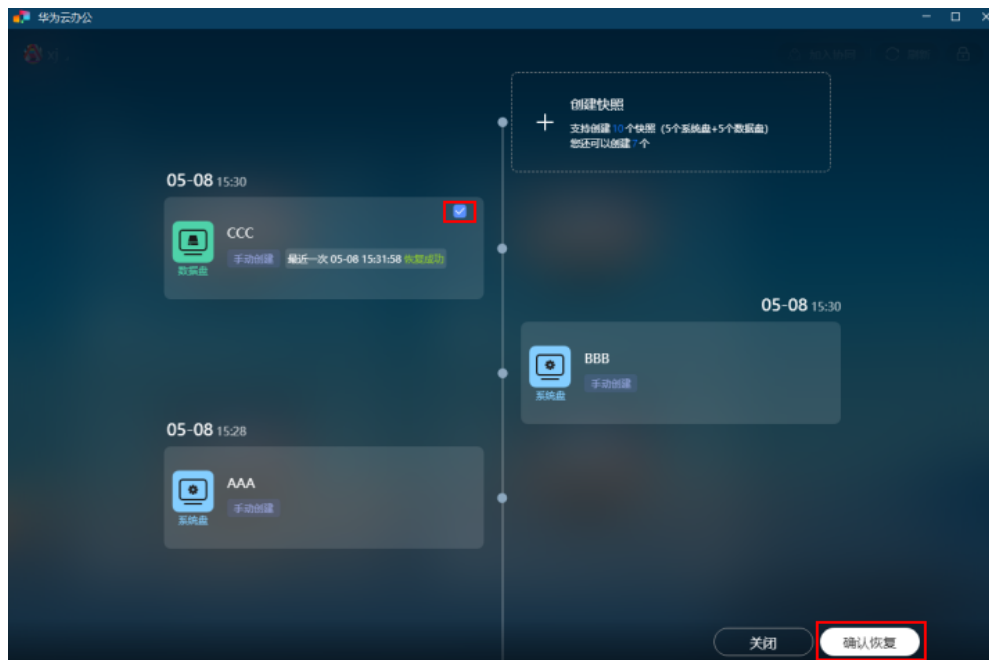 华为云办公
创建快照
支持创建10个快照 (5个系统盘+5个数据盘)
您还可以创建7个
05-08 15:30
CCC
手动创建 最近一次 05-08 15:31:58 恢复成功
数据盘
05-08 15:30
BBB
手动创建
系统盘
05-08 15:28
AAA
手动创建
系统盘
关闭 确认恢复